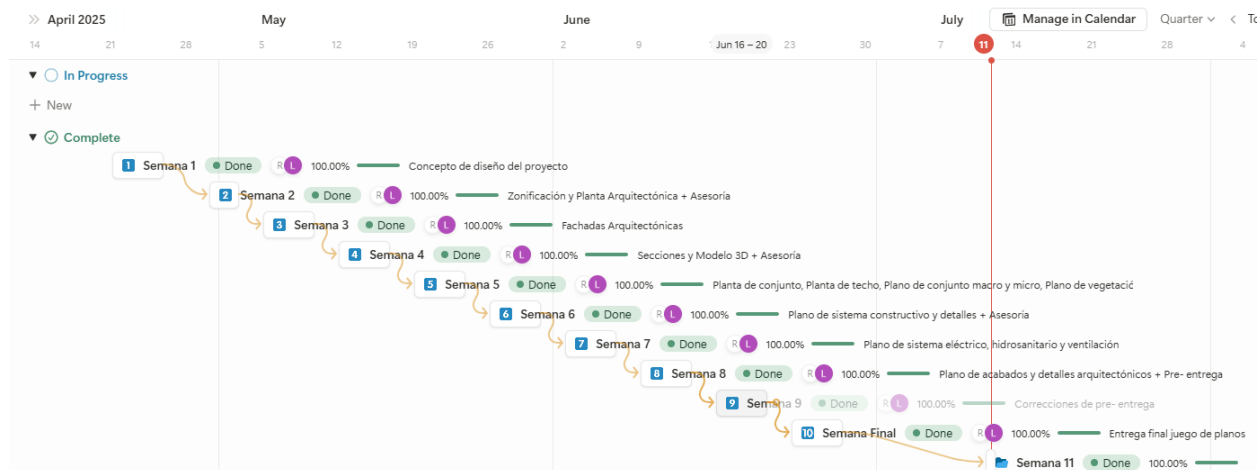 April 2025 May June July Manage in Calendar Quarter
14 21 28 5 12 19 26 2 9 Jun 16 – 20 23 30 7 11 14 21 28 4
In Progress
New
Complete
1 Semana 1 Done R L 100.00% Concepto de diseño del proyecto
2 Semana 2 Done R L 100.00% Zonificación y Planta Arquitectónica + Asesoría
3 Semana 3 Done R L 100.00% Fachadas Arquitectónicas
4 Semana 4 Done R L 100.00% Secciones y Modelo 3D + Asesoría
5 Semana 5 Done R L 100.00% Planta de conjunto, Planta de techo, Plano de conjunto macro y micro, Plano de vegetació
6 Semana 6 Done R L 100.00% Plano de sistema constructivo y detalles + Asesoría
7 Semana 7 Done R L 100.00% Plano de sistema eléctrico, hidrosanitario y ventilación
8 Semana 8 Done R L 100.00% Plano de acabados y detalles arquitectónicos + Pre- entrega
9 Semana 9 Done R L 100.00% Correcciones de pre- entrega
10 Semana Final Done R L 100.00% Entrega final juego de planos
Semana 11 Done 100.00%